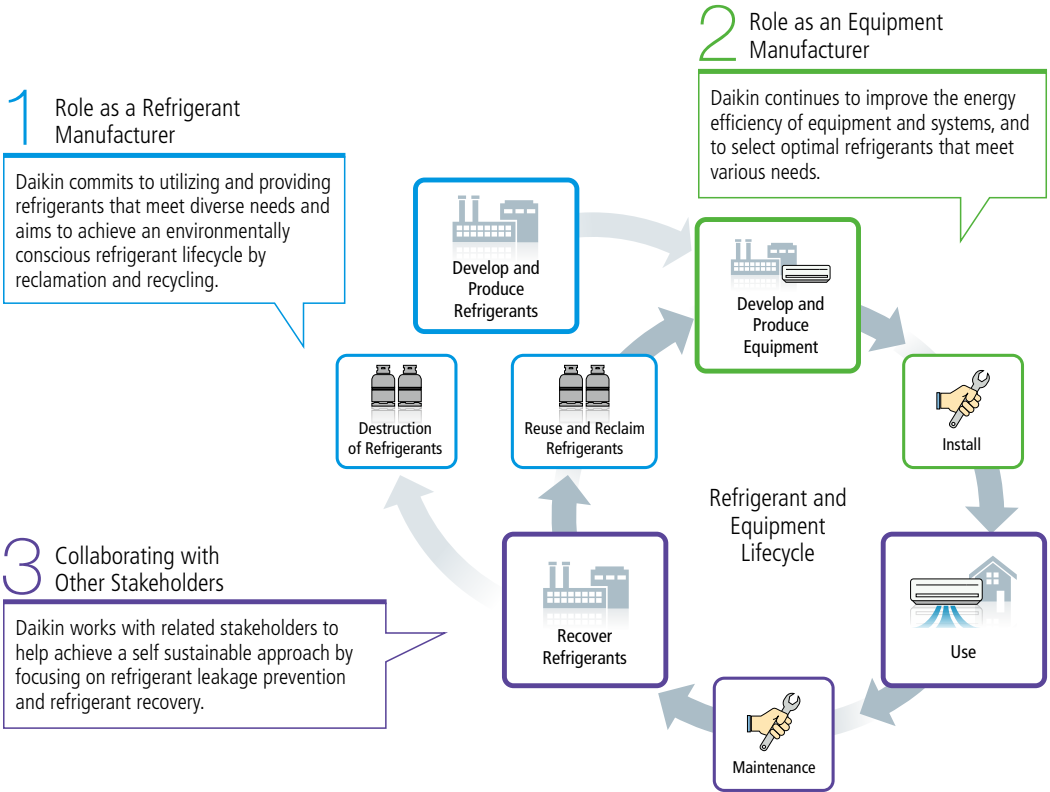 1
Role as a Refrigerant
Manufacturer
Daikin commits to utilizing and providing
refrigerants that meet diverse needs and
aims to achieve an environmentally
conscious refrigerant lifecycle by
reclamation and recycling.
2
Role as an Equipment
Manufacturer
Daikin continues to improve the energy
efficiency of equipment and systems, and
to select optimal refrigerants that meet
various needs.
Develop and
Produce
Refrigerants
Develop and
Produce
Equipment
Destruction
of Refrigerants
Reuse and Reclaim
Refrigerants
Install
Refrigerant and
Equipment
Lifecycle
3
Collaborating with
Other Stakeholders
Daikin works with related stakeholders to
help achieve a self sustainable approach by
focusing on refrigerant leakage prevention
and refrigerant recovery.
Recover
Refrigerants
Use
Maintenance